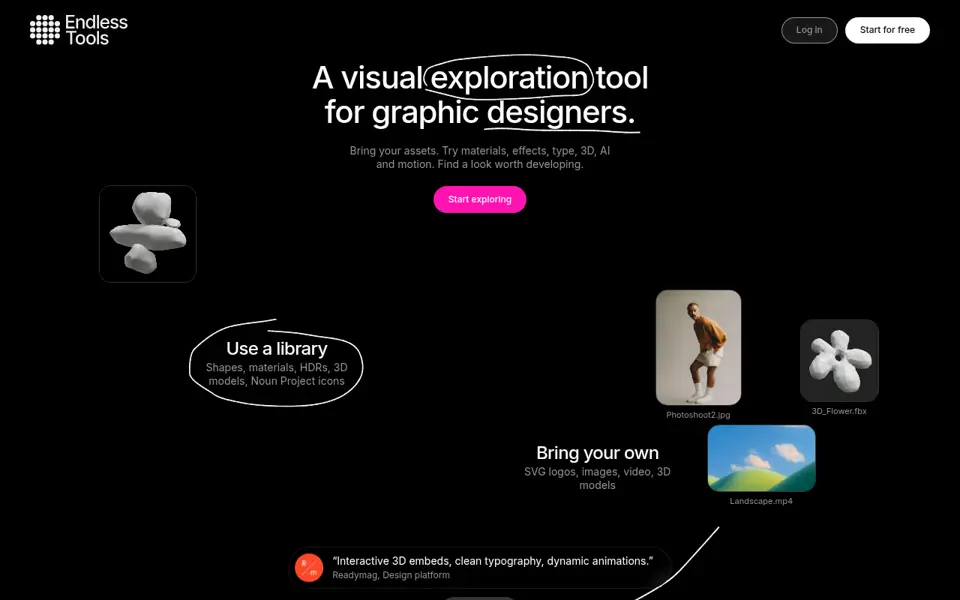 Endless
Tools
Log in
Start for free
A visual exploration tool
for graphic designers.
Bring your assets. Try materials, effects, type, 3D, AI
and motion. Find a look worth developing.
Start exploring
Use a library
Shapes, materials, HDRs, 3D
models, Noun Project icons
Photoshoot2.jpg
3D_Flower.fbx
Bring your own
SVG logos, images, video, 3D
models
Landscape.mp4
R
m
“Interactive 3D embeds, clean typography, dynamic animations.”
Readymag, Design platform